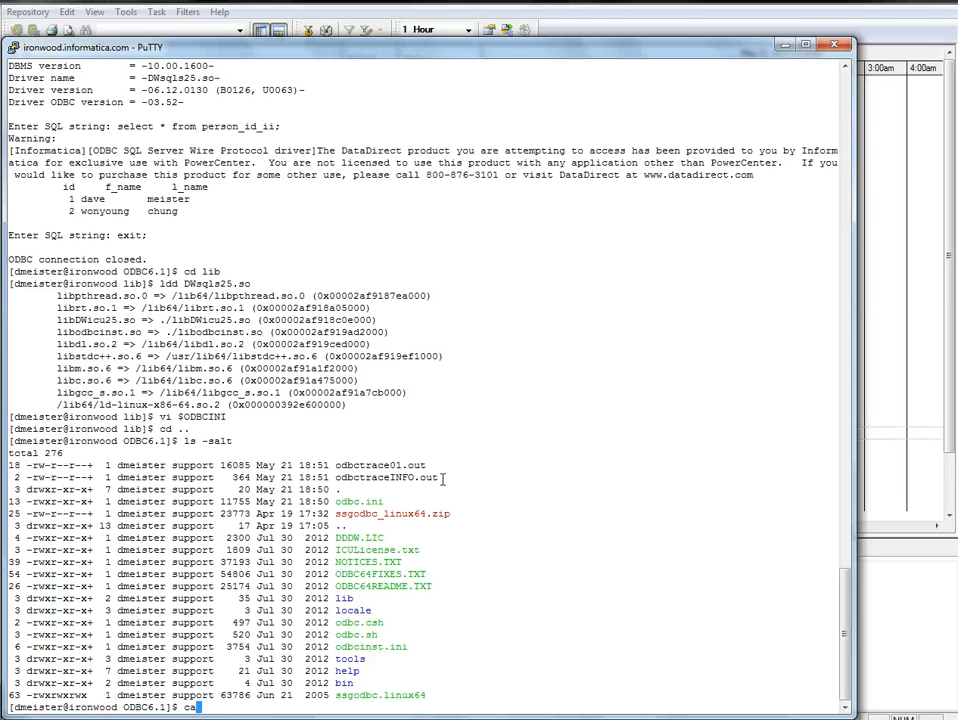 Repository Edit View Tools Task Filters Help
1 Hour
ironwood.informatica.com - PuTTY
3:00am 4:00am
DBMS version = -10.00.1600-
Driver name = -DWsqls25.so-
Driver version = -06.12.0130 (B0126, U0063)-
Driver ODBC version = -03.52-
Enter SQL string: select * from person_id_ii;
Warning:
[Informatica][ODBC SQL Server Wire Protocol driver]The DataDirect product you are attempting to access has been provided to you by Inform
atica for exclusive use with PowerCenter. You are not licensed to use this product with any application other than PowerCenter. If you
would like to purchase this product for some other use, please call 800-876-3101 or visit DataDirect at www.datadirect.com
id f_name l_name
1 dave meister
2 wonyoung chung
Enter SQL string: exit;
ODBC connection closed.
[dmeister@ironwood ODBC6.1]$ cd lib
[dmeister@ironwood lib]$ ldd DWsqls25.so
libpthread.so.0 => /lib64/libpthread.so.0 (0x00002af9187ea000)
librt.so.1 => /lib64/librt.so.1 (0x00002af918a05000)
libDWicu25.so => ./libDWicu25.so (0x00002af918c0e000)
libodbcinst.so => ./libodbcinst.so (0x00002af919ad2000)
libdl.so.2 => /lib64/libdl.so.2 (0x00002af919ced000)
libstdc++.so.6 => /usr/lib64/libstdc++.so.6 (0x00002af919ef1000)
libm.so.6 => /lib64/libm.so.6 (0x00002af91a1f2000)
libc.so.6 => /lib64/libc.so.6 (0x00002af91a475000)
libgcc_s.so.1 => /lib64/libgcc_s.so.1 (0x00002af91a7cb000)
/lib64/ld-linux-x86-64.so.2 (0x000000392e600000)
[dmeister@ironwood lib]$ vi $ODBCINI
[dmeister@ironwood lib]$ cd ..
[dmeister@ironwood ODBC6.1]$ ls -salt
total 276
18 -rw-r--r--+ 1 dmeister support 16085 May 21 18:51 odbctrace01.out
2 -rw-r--r--+ 1 dmeister support 364 May 21 18:51 odbctraceINFO.out
3 drwxr-xr-x+ 7 dmeister support 20 May 21 18:50 .
13 -rwxr-xr-x+ 1 dmeister support 11755 May 21 18:50 odbc.ini
25 -rw-r--r--+ 1 dmeister support 23773 Apr 19 17:32 ssgodbc_linux64.zip
3 drwxr-xr-x+ 13 dmeister support 17 Apr 19 17:05 ..
4 -rwxr-xr-x+ 1 dmeister support 2300 Jul 30 2012 DDDW.LIC
3 -rwxr-xr-x+ 1 dmeister support 1809 Jul 30 2012 ICULicense.txt
39 -rwxr-xr-x+ 1 dmeister support 37193 Jul 30 2012 NOTICES.TXT
54 -rwxr-xr-x+ 1 dmeister support 54806 Jul 30 2012 ODBC64FIXES.TXT
26 -rwxr-xr-x+ 1 dmeister support 25174 Jul 30 2012 ODBC64README.TXT
3 drwxr-xr-x+ 2 dmeister support 35 Jul 30 2012 lib
3 drwxr-xr-x+ 3 dmeister support 3 Jul 30 2012 locale
2 -rwxr-xr-x+ 1 dmeister support 497 Jul 30 2012 odbc.csh
3 -rwxr-xr-x+ 1 dmeister support 520 Jul 30 2012 odbc.sh
6 -rwxr-xr-x+ 1 dmeister support 3754 Jul 30 2012 odbcinst.ini
3 drwxr-xr-x+ 3 dmeister support 3 Jul 30 2012 tools
3 drwxr-xr-x+ 7 dmeister support 21 Jul 30 2012 help
3 drwxr-xr-x+ 2 dmeister support 4 Jul 30 2012 bin
63 -rwxrwxrwx 1 dmeister support 63786 Jun 21 2005 ssgodbc.linux64
[dmeister@ironwood ODBC6.1]$ ca